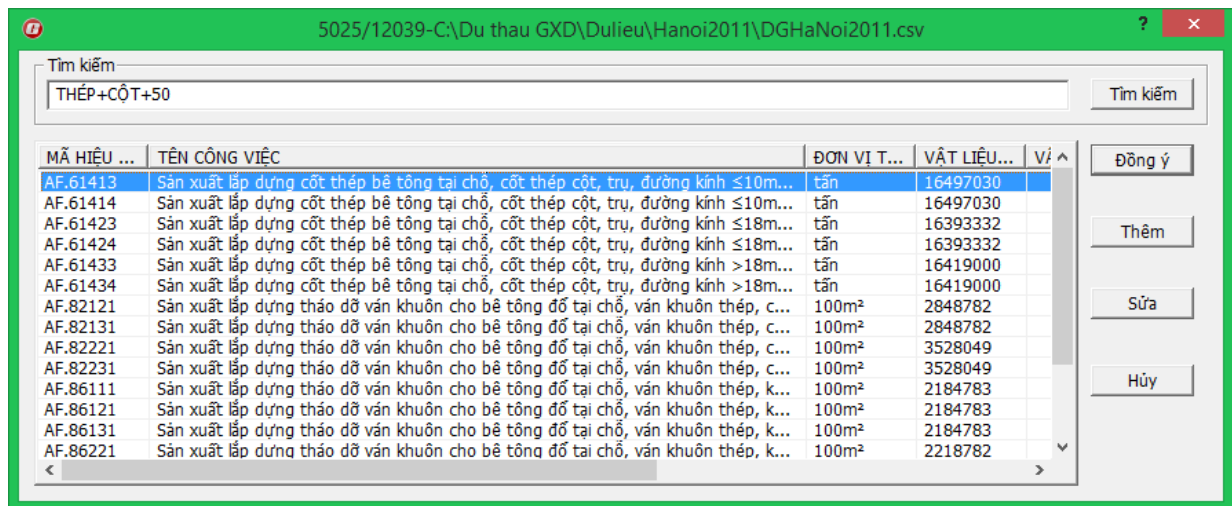 5025/12039-C:\Du thau GXD\Dulieu\Hanoi2011\DGHaNoi2011.csv ? ×
Tìm kiếm
THÉP+CỘT+50 Tìm kiếm
MÃ HIỆU ... TÊN CÔNG VIỆC ĐƠN VỊ T... VẬT LIỆU... Đồng ý
AF.61413 Sản xuất lắp dựng cốt thép bê tông tại chỗ, cốt thép cột, trụ, đường kính ≤10m... tấn 16497030
AF.61414 Sản xuất lắp dựng cốt thép bê tông tại chỗ, cốt thép cột, trụ, đường kính ≤10m... tấn 16497030
AF.61423 Sản xuất lắp dựng cốt thép bê tông tại chỗ, cốt thép cột, trụ, đường kính ≤18m... tấn 16393332 Thêm
AF.61424 Sản xuất lắp dựng cốt thép bê tông tại chỗ, cốt thép cột, trụ, đường kính ≤18m... tấn 16393332
AF.61433 Sản xuất lắp dựng cốt thép bê tông tại chỗ, cốt thép cột, trụ, đường kính >18m... tấn 16419000
AF.61434 Sản xuất lắp dựng cốt thép bê tông tại chỗ, cốt thép cột, trụ, đường kính >18m... tấn 16419000
AF.82121 Sản xuất lắp dựng tháo dỡ ván khuôn cho bê tông đổ tại chỗ, ván khuôn thép, c... 100m² 2848782 Sửa
AF.82131 Sản xuất lắp dựng tháo dỡ ván khuôn cho bê tông đổ tại chỗ, ván khuôn thép, c... 100m² 2848782
AF.82221 Sản xuất lắp dựng tháo dỡ ván khuôn cho bê tông đổ tại chỗ, ván khuôn thép, c... 100m² 3528049
AF.82231 Sản xuất lắp dựng tháo dỡ ván khuôn cho bê tông đổ tại chỗ, ván khuôn thép, c... 100m² 3528049
AF.86111 Sản xuất lắp dựng tháo dỡ ván khuôn cho bê tông đổ tại chỗ, ván khuôn thép, k... 100m² 2184783 Hủy
AF.86121 Sản xuất lắp dựng tháo dỡ ván khuôn cho bê tông đổ tại chỗ, ván khuôn thép, k... 100m² 2184783
AF.86131 Sản xuất lắp dựng tháo dỡ ván khuôn cho bê tông đổ tại chỗ, ván khuôn thép, k... 100m² 2184783
AF.86221 Sản xuất lắp dựng tháo dỡ ván khuôn cho bê tông đổ tại chỗ, ván khuôn thép, k... 100m² 2218782